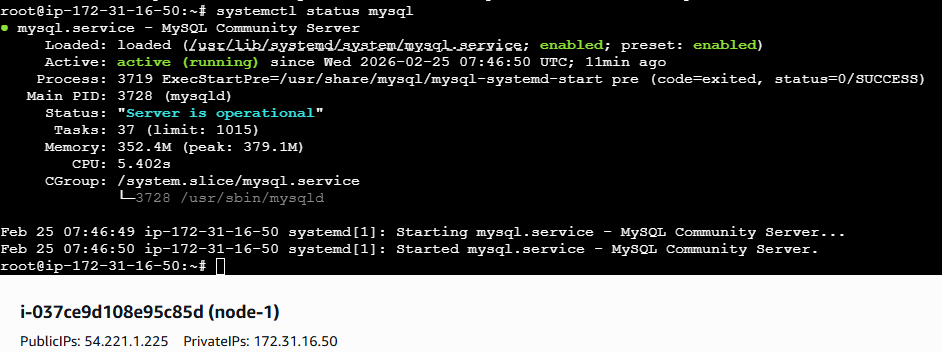 root@ip-172-31-16-50:~# systemctl status mysql
● mysql.service - MySQL Community Server
Loaded: loaded (/usr/lib/systemd/system/mysql.service; enabled; preset: enabled)
Active: active (running) since Wed 2026-02-25 07:46:50 UTC; 11min ago
Process: 3719 ExecStartPre=/usr/share/mysql/mysql-systemd-start pre (code=exited, status=0/SUCCESS)
Main PID: 3728 (mysqld)
Status: "Server is operational"
Tasks: 37 (limit: 1015)
Memory: 352.4M (peak: 379.1M)
CPU: 5.402s
CGroup: /system.slice/mysql.service
└─3728 /usr/sbin/mysqld
Feb 25 07:46:49 ip-172-31-16-50 systemd[1]: Starting mysql.service - MySQL Community Server...
Feb 25 07:46:50 ip-172-31-16-50 systemd[1]: Started mysql.service - MySQL Community Server.
root@ip-172-31-16-50:~#
i-037ce9d108e95c85d (node-1)
PublicIPs: 54.221.1.225 PrivateIPs: 172.31.16.50